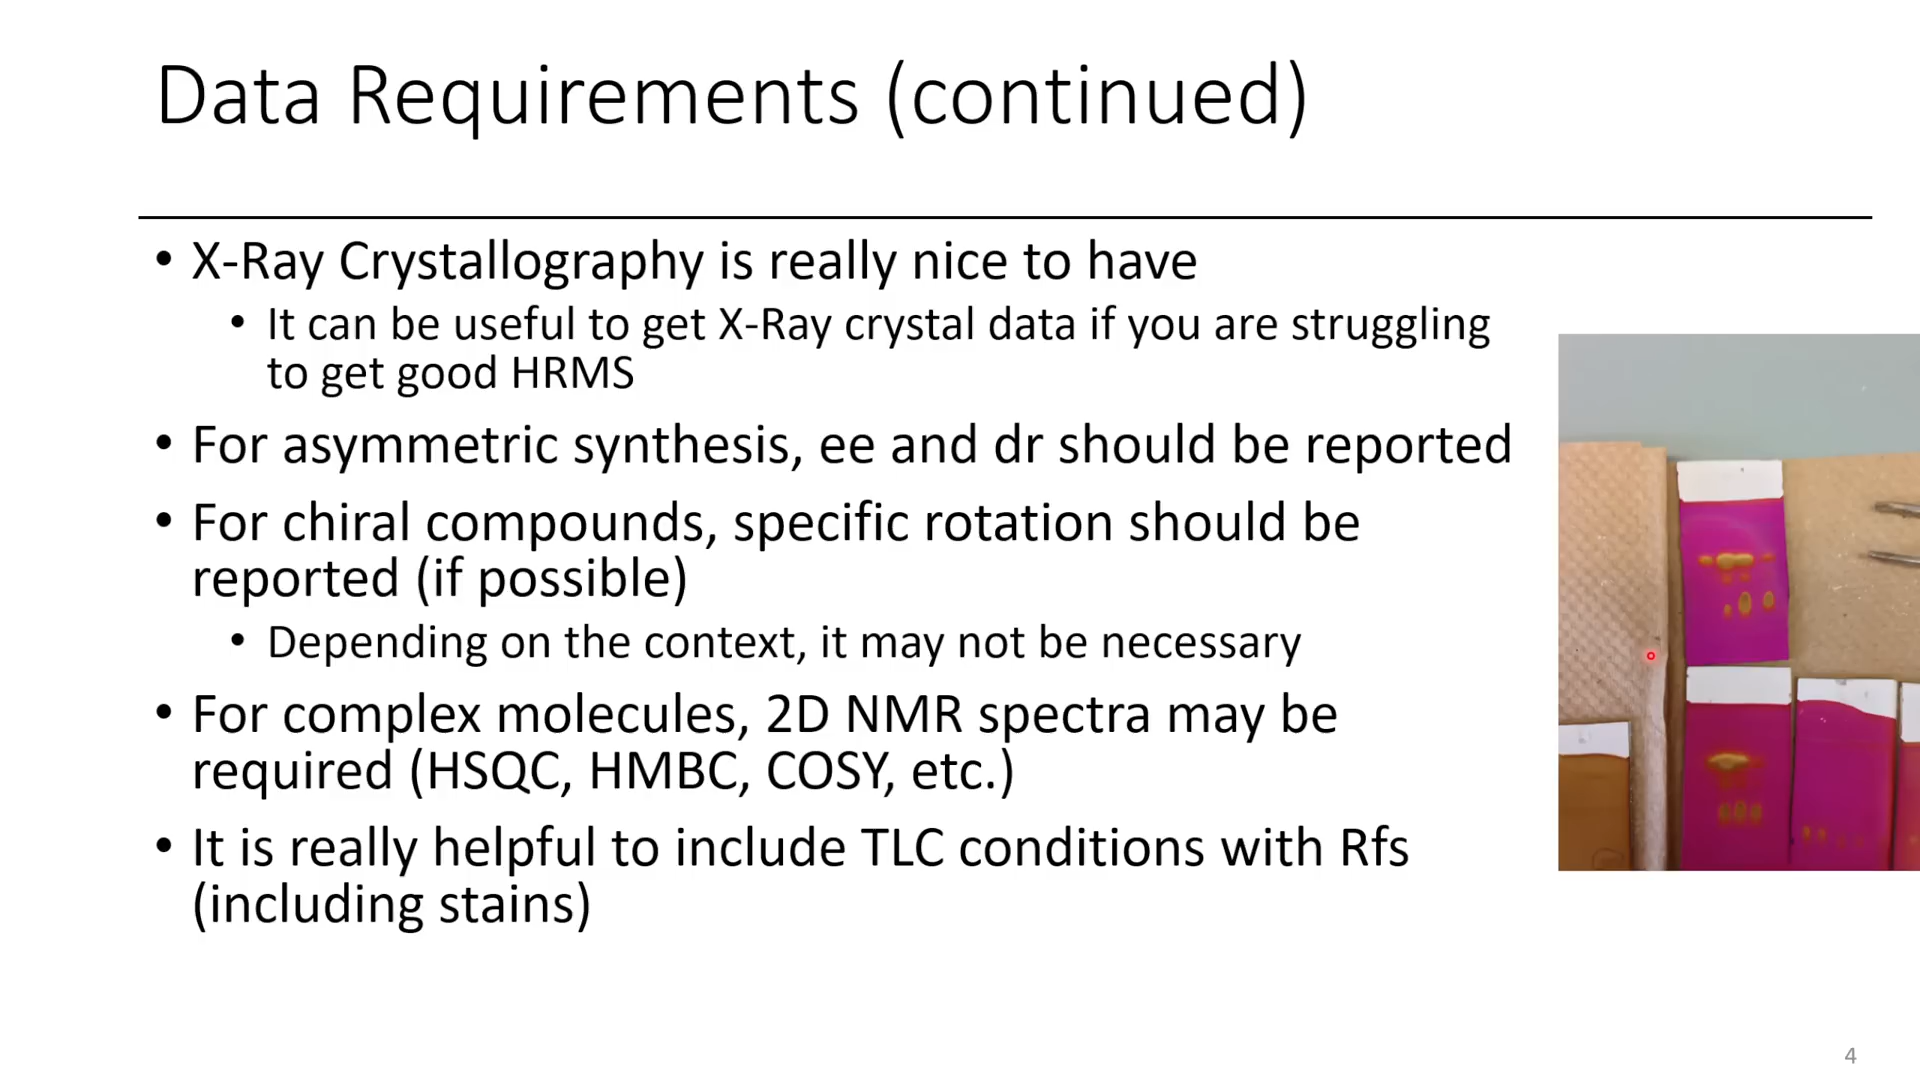 Data Requirements (continued)
• X-Ray Crystallography is really nice to have
• It can be useful to get X-Ray crystal data if you are struggling
to get good HRMS
• For asymmetric synthesis, ee and dr should be reported
• For chiral compounds, specific rotation should be
reported (if possible)
• Depending on the context, it may not be necessary
• For complex molecules, 2D NMR spectra may be
required (HSQC, HMBC, COSY, etc.)
• It is really helpful to include TLC conditions with Rfs
(including stains)
4